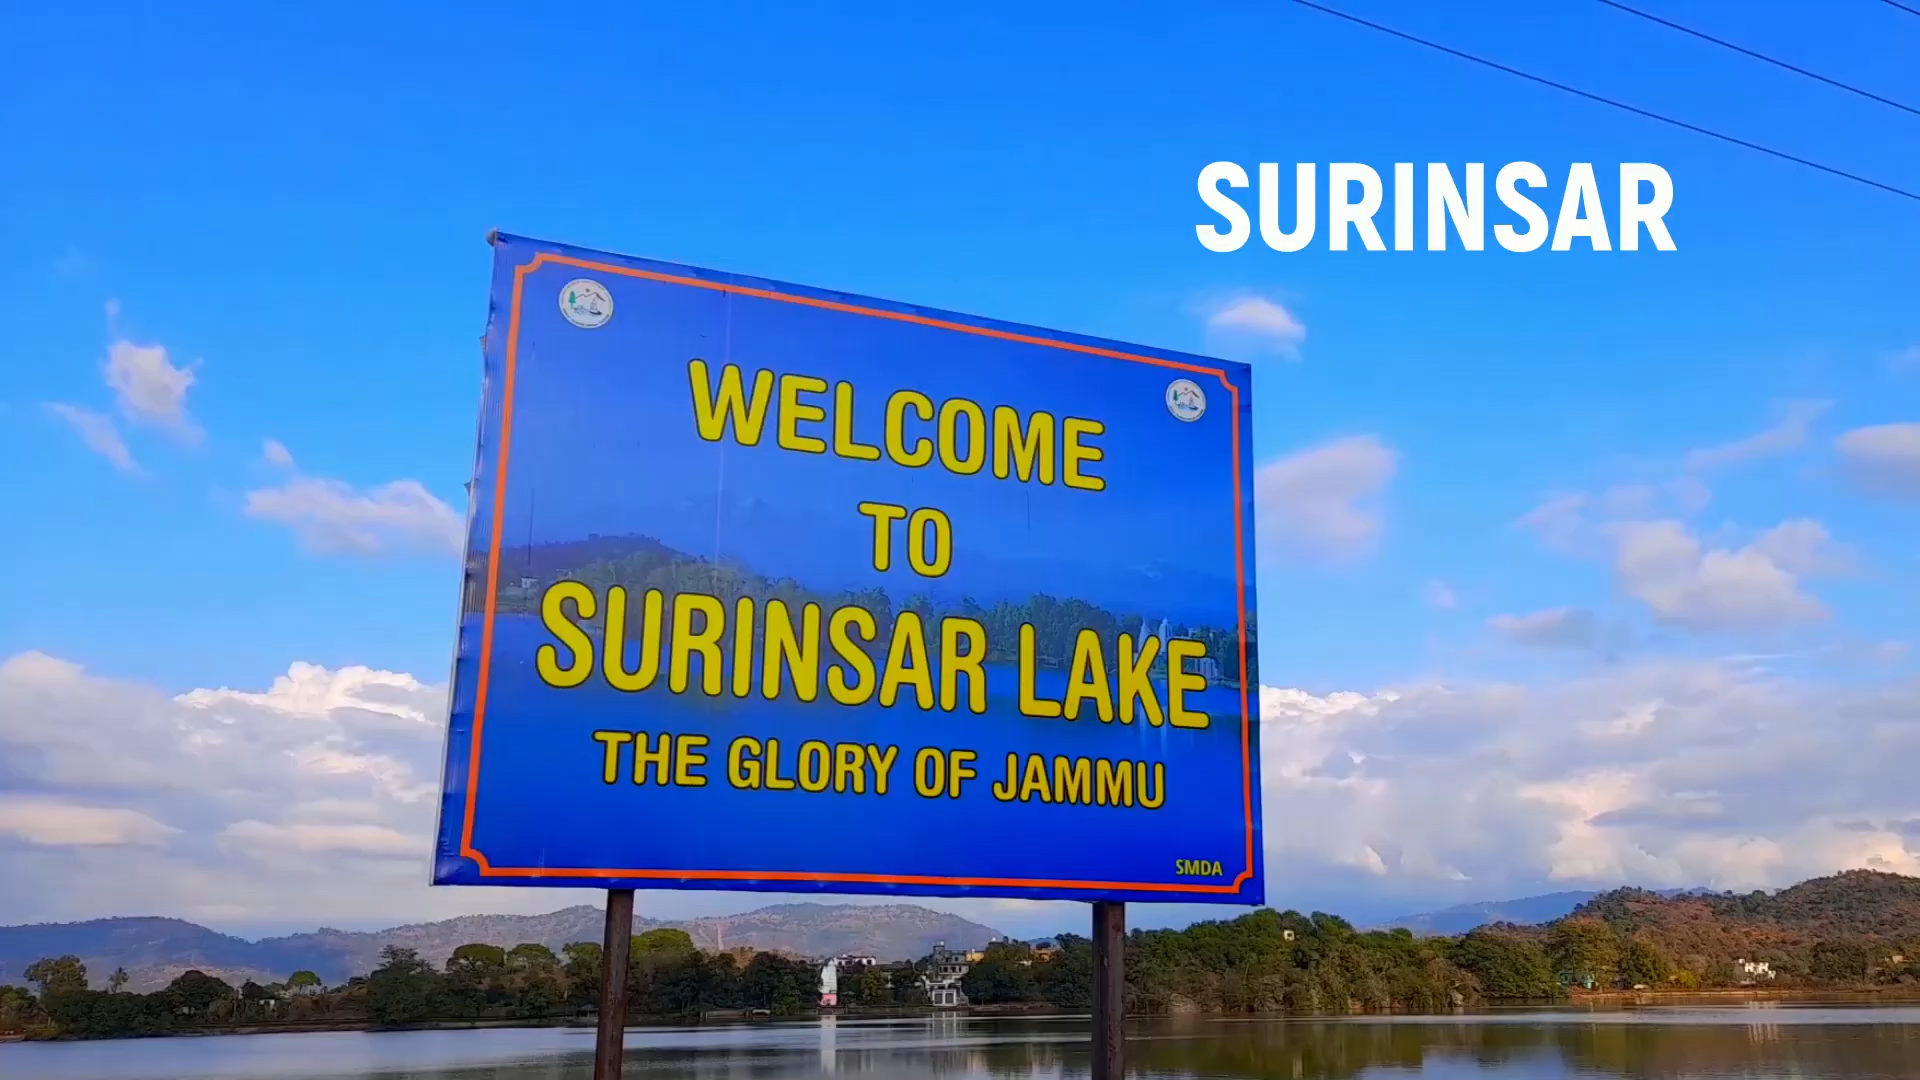 SURINSAR
WELCOME
TO
SURINSAR LAKE
THE GLORY OF JAMMU
SMDA